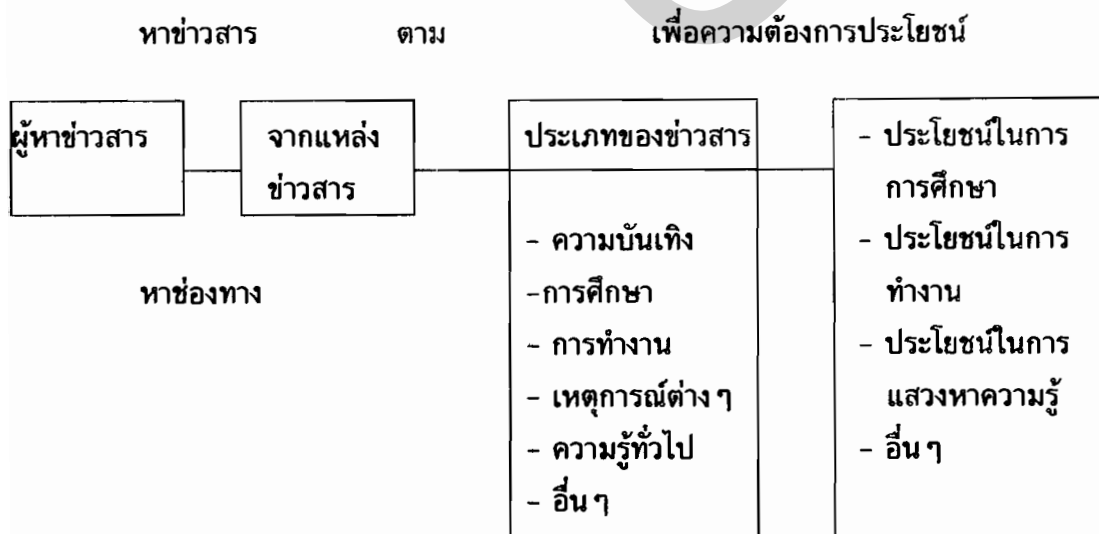 หาข่าวสาร ตาม เพื่อความต้องการประโยชน์
ผู้หาข่าวสาร
จากแหล่ง
ข่าวสาร
หาช่องทาง
ประเภทของข่าวสาร
- ความบันเทิง
-การศึกษา
- การทำงาน
- เหตุการณ์ต่าง ๆ
- ความรู้ทั่วไป
- อื่น ๆ
- ประโยชน์ในการ
การศึกษา
- ประโยชน์ในการ
ทำงาน
- ประโยชน์ในการ
แสวงหาความรู้
- อื่น ๆ